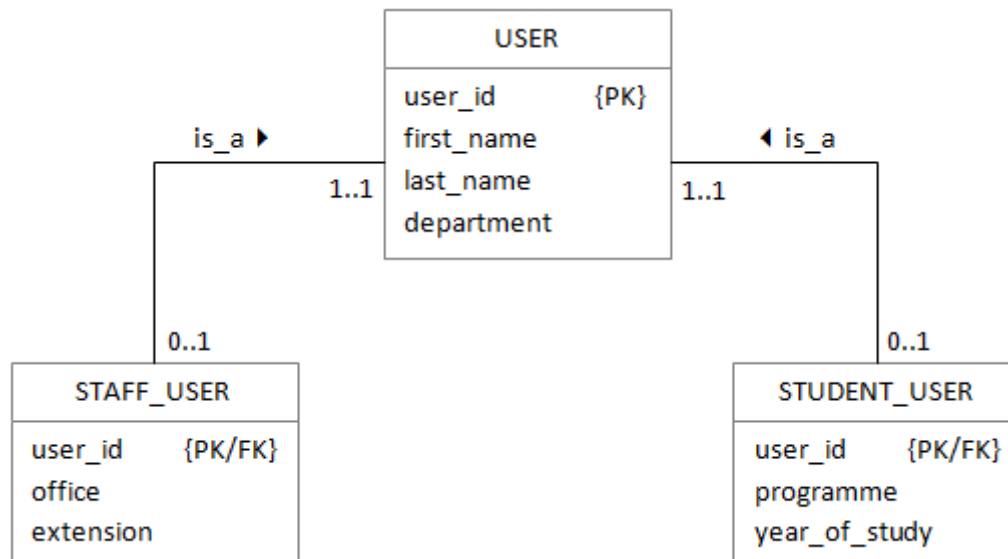 USER
user_id {PK}
first_name
last_name
department
is_a ▶
◀ is_a
1..1
1..1
0..1
0..1
STAFF_USER
user_id {PK/FK}
office
extension
STUDENT_USER
user_id {PK/FK}
programme
year_of_study